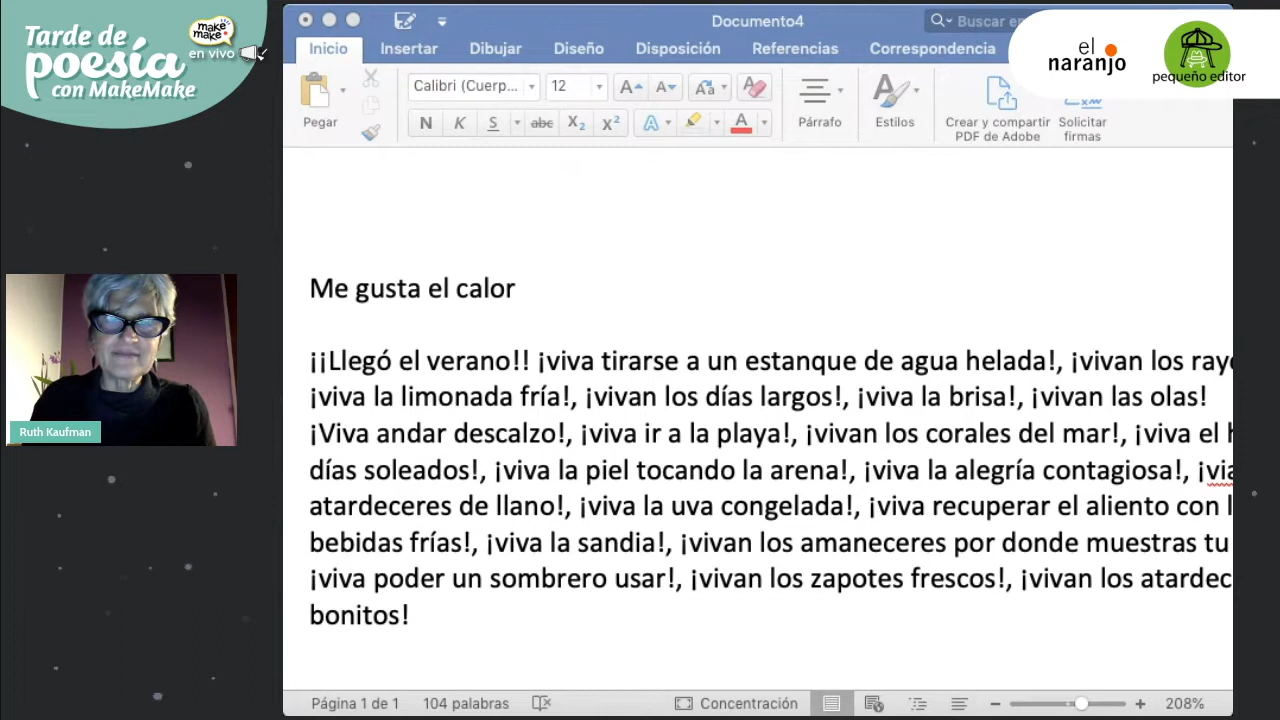 Tarde de
poesía
con MakeMake
make
make
en vivo
Documento4
Buscar en
el
naranjo
pequeño editor
Inicio
Insertar
Dibujar
Diseño
Disposición
Referencias
Correspondencia
Pegar
Calibri (Cuerp...
12
N K S abc X₂ X²
Párrafo
Estilos
Crear y compartir
PDF de Adobe
Solicitar
firmas
Ruth Kaufman
Me gusta el calor
¡¡Llegó el verano!! ¡viva tirarse a un estanque de agua helada!, ¡vivan los
¡viva la limonada fría!, ¡vivan los días largos!, ¡viva la brisa!, ¡vivan las olas!
¡Viva andar descalzo!, ¡viva ir a la playa!, ¡vivan los corales del mar!, ¡viva el
días soleados!, ¡viva la piel tocando la arena!, ¡viva la alegría contagiosa!,
atardeceres de llano!, ¡viva la uva congelada!, ¡viva recuperar el aliento con
bebidas frías!, ¡viva la sandia!, ¡vivan los amaneceres por donde muestras tu
¡viva poder un sombrero usar!, ¡vivan los zapotes frescos!, ¡vivan los
bonitos!
Página 1 de 1
104 palabras
Concentración
208%